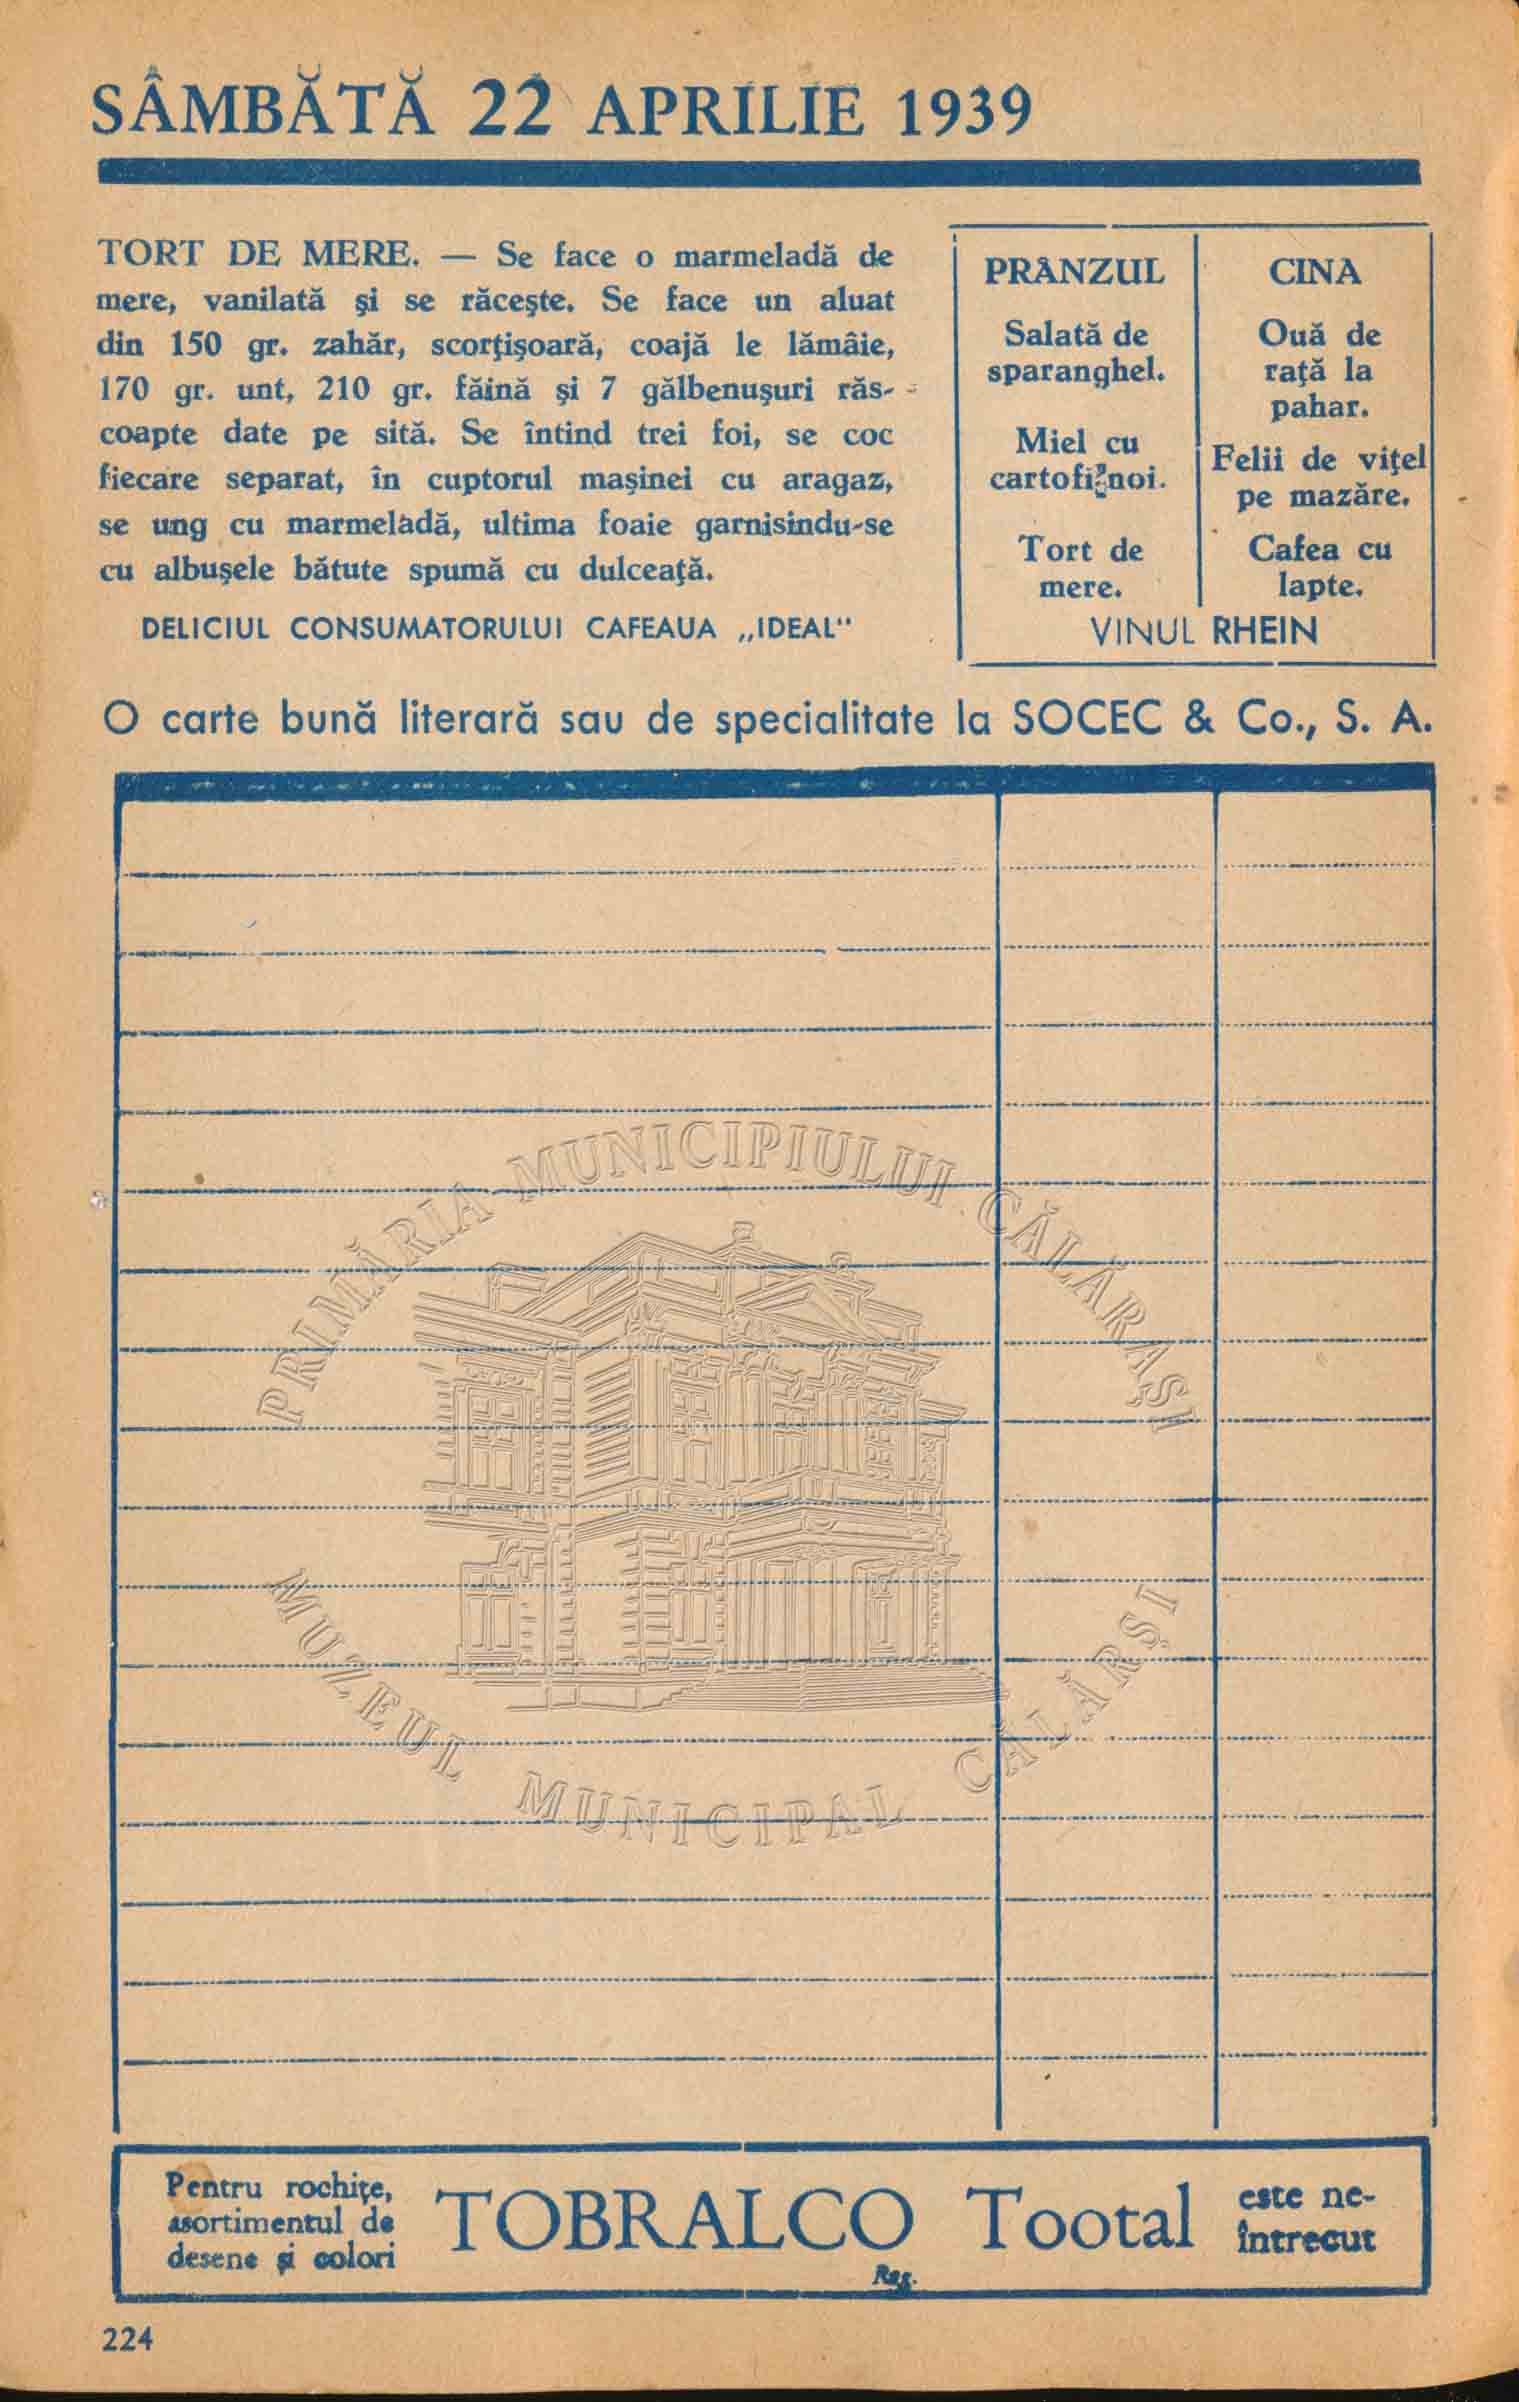 SÂMBĂTĂ 22 APRILIE 1939
TORT DE MERE. — Se face o marmeladă de
mere, vanilată şi se răceşte. Se face un aluat
din 150 gr. zahăr, scorţişoară, coajă le lămâie,
170 gr. unt, 210 gr. făină şi 7 gălbenuşuri răs-
coapte date pe sită. Se întind trei foi, se coc
fiecare separat, în cuptorul maşinei cu aragaz,
se ung cu marmeladă, ultima foaie garnisindu-se
cu albuşele bătute spumă cu dulceaţă.
DELICIUL CONSUMATORULUI CAFEAUA „IDEAL"
PRÂNZUL
Salată de
sparanghel.
Miel cu
cartofi noi.
Tort de
mere.
CINA
Ouă de
raţă la
pahar.
Felii de viţel
pe mazăre.
Cafea cu
lapte.
VINUL RHEIN
O carte bună literară sau de specialitate la SOCEC & Co., S. A.
PRIMĂRIA MUNICIPIULUI CĂLĂRAȘI
MUZEUL MUNICIPAL CĂLĂRȘI
Pentru rochiţe,
asortimentul de
desene şi colori
TOBRALCO Tootal
Reg.
este ne-
întrecut
224